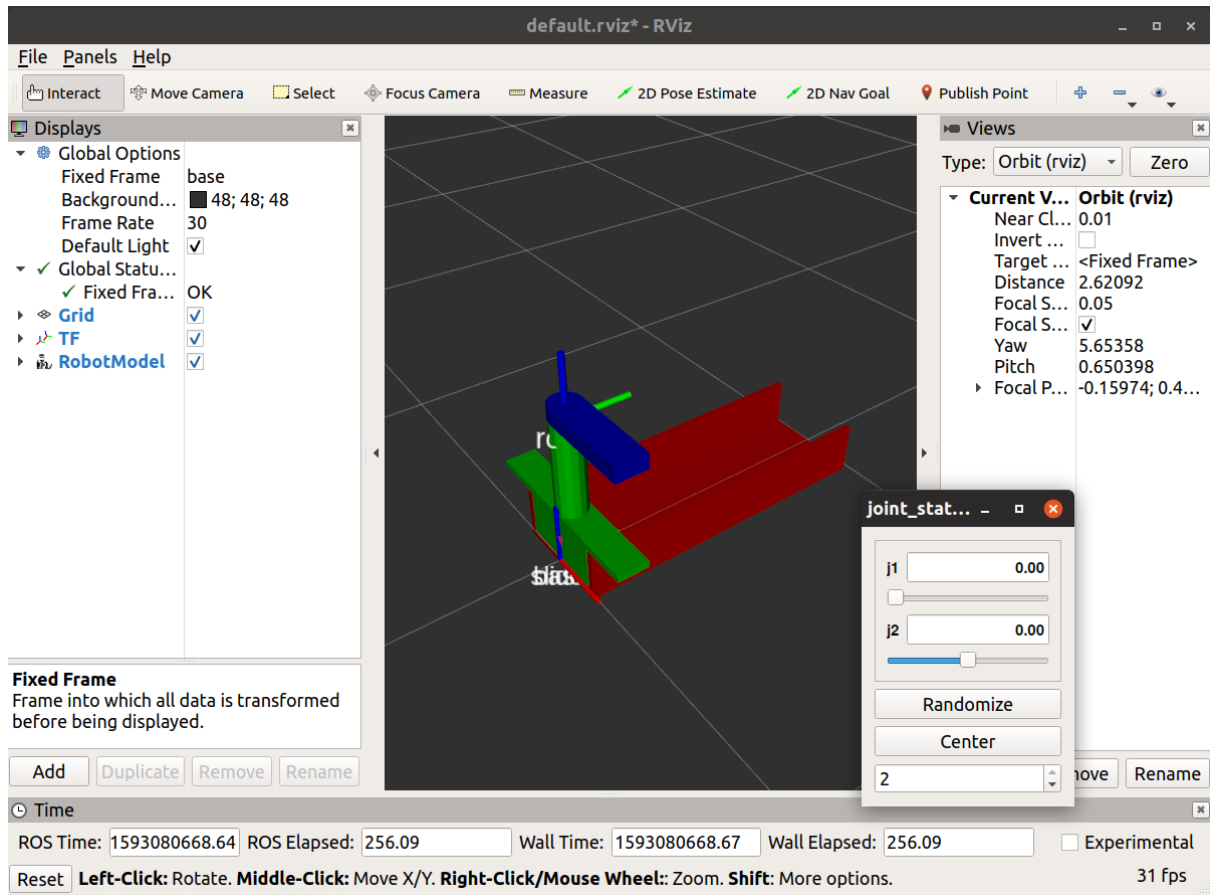 default.rviz* - RViz
File Panels Help
Interact Move Camera Select Focus Camera Measure 2D Pose Estimate 2D Nav Goal Publish Point
Displays
Global Options
Fixed Frame base
Background... 48; 48; 48
Frame Rate 30
Default Light
Global Statu...
Fixed Fra... OK
Grid
TF
RobotModel
Fixed Frame
Frame into which all data is transformed
before being displayed.
Add Duplicate Remove Rename
Views
Type: Orbit (rviz) Zero
Current V... Orbit (rviz)
Near Cl... 0.01
Invert ...
Target ... <Fixed Frame>
Distance 2.62092
Focal S... 0.05
Focal S...
Yaw 5.65358
Pitch 0.650398
Focal P... -0.15974; 0.4...
joint_stat...
j1 0.00
j2 0.00
Randomize
Center
2
Rename
Time
ROS Time: 1593080668.64 ROS Elapsed: 256.09 Wall Time: 1593080668.67 Wall Elapsed: 256.09 Experimental
Reset Left-Click: Rotate. Middle-Click: Move X/Y. Right-Click/Mouse Wheel:: Zoom. Shift: More options. 31 fps